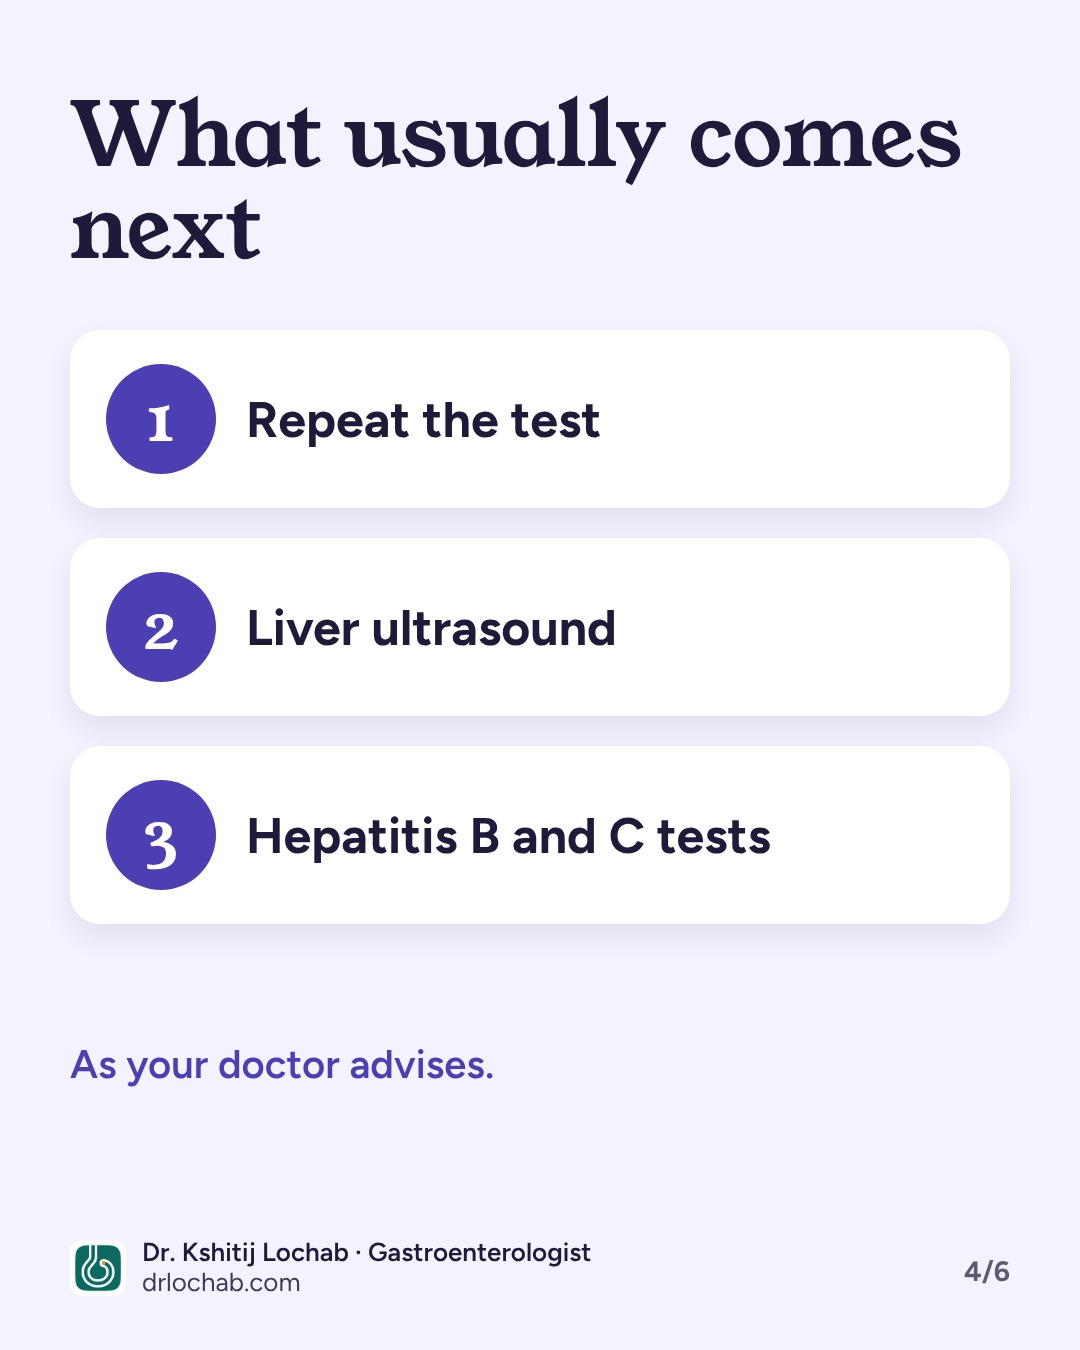 What usually comes
next
1
Repeat the test
2
Liver ultrasound
3
Hepatitis B and C tests
As your doctor advises.
Dr. Kshitij Lochab · Gastroenterologist
drlochab.com
4/6